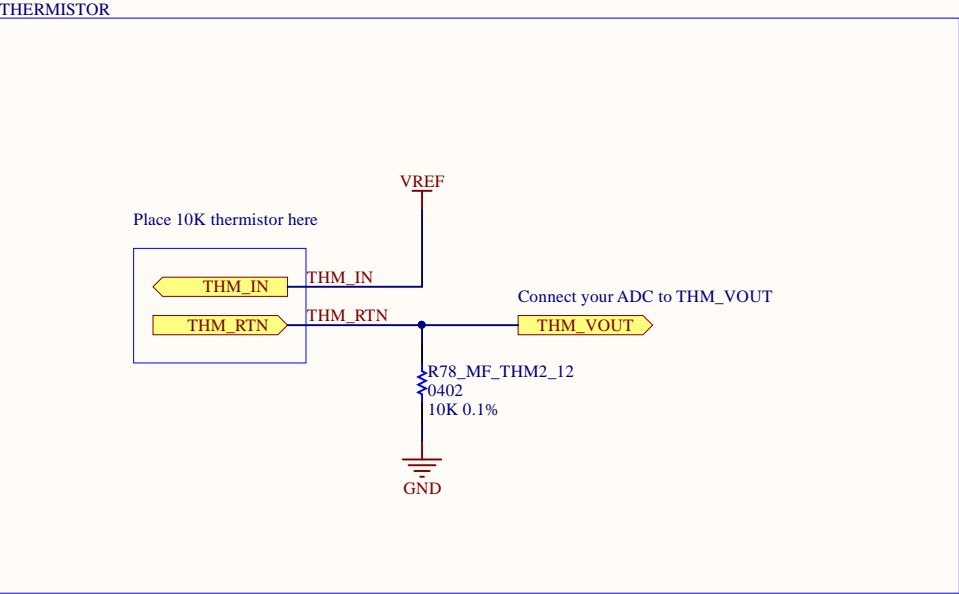 THERMISTOR
VREF
Place 10K thermistor here
THM_IN
THM_IN
Connect your ADC to THM_VOUT
THM_RTN
THM_RTN
THM_VOUT
R78_MF_THM2_12
0402
10K 0.1%
GND